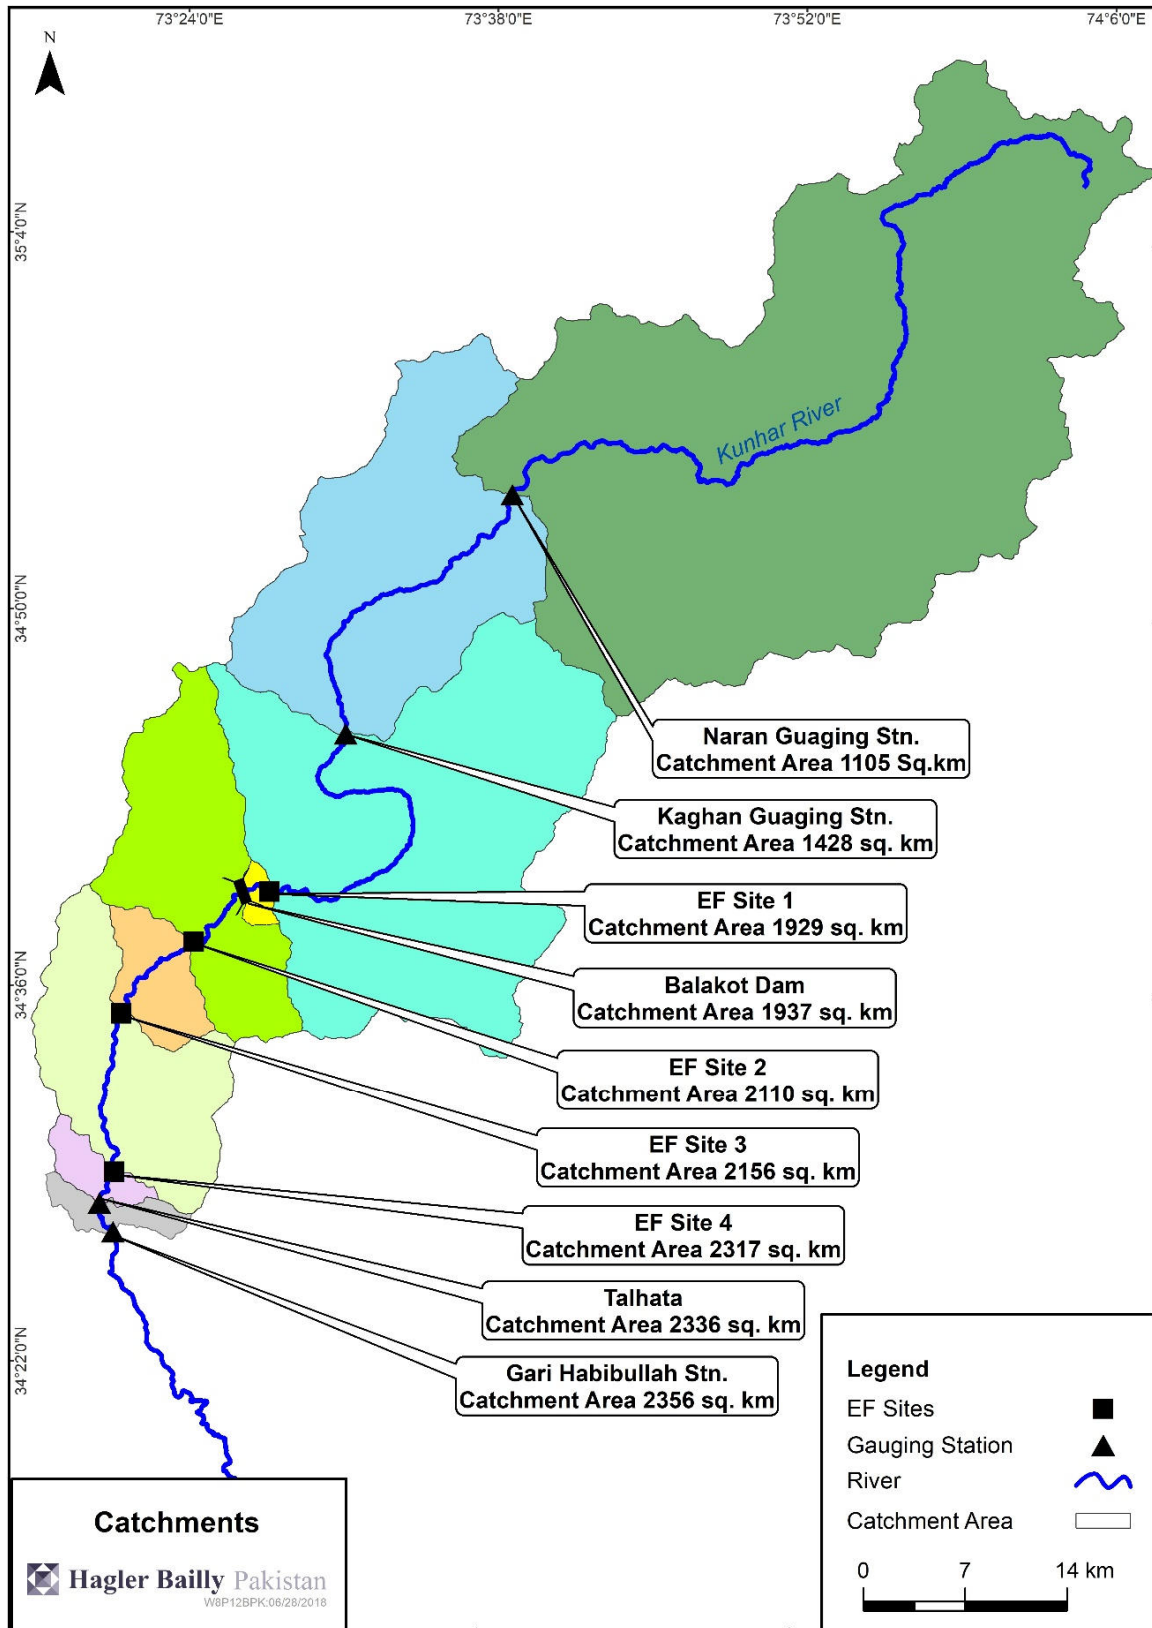 73°24'0"E
73°38'0"E
73°52'0"E
74°6'0"E
N
35°4'0"N
34°50'0"N
34°36'0"N
34°22'0"N
Kunhar River
Naran Guaging Stn.
Catchment Area 1105 Sq.km
Kaghan Guaging Stn.
Catchment Area 1428 sq. km
EF Site 1
Catchment Area 1929 sq. km
Balakot Dam
Catchment Area 1937 sq. km
EF Site 2
Catchment Area 2110 sq. km
EF Site 3
Catchment Area 2156 sq. km
EF Site 4
Catchment Area 2317 sq. km
Talhata
Catchment Area 2336 sq. km
Gari Habibullah Stn.
Catchment Area 2356 sq. km
Legend
EF Sites
Gauging Station
River
Catchment Area
0 7 14 km
Catchments
Hagler Bailly Pakistan
W8P12BPK:06/28/2018